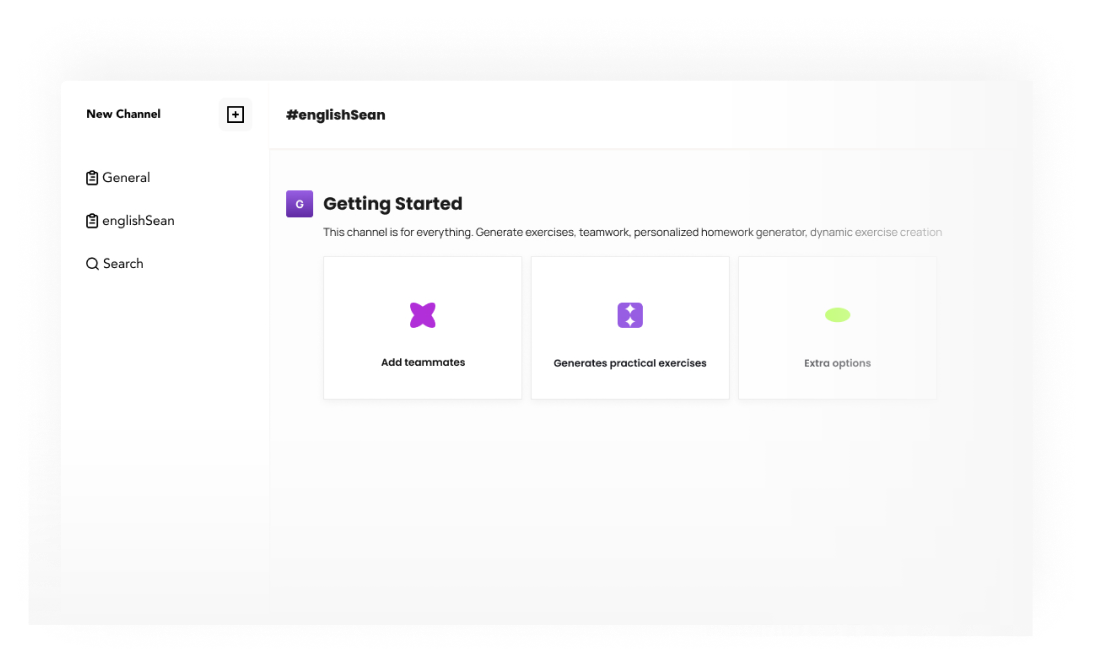 New Channel
#englishSean
General
englishSean
Search
G
Getting Started
This channel is for everything. Generate exercises, teamwork, personalized homework generator, dynamic exercise creation
Add teammates
Generates practical exercises
Extra options